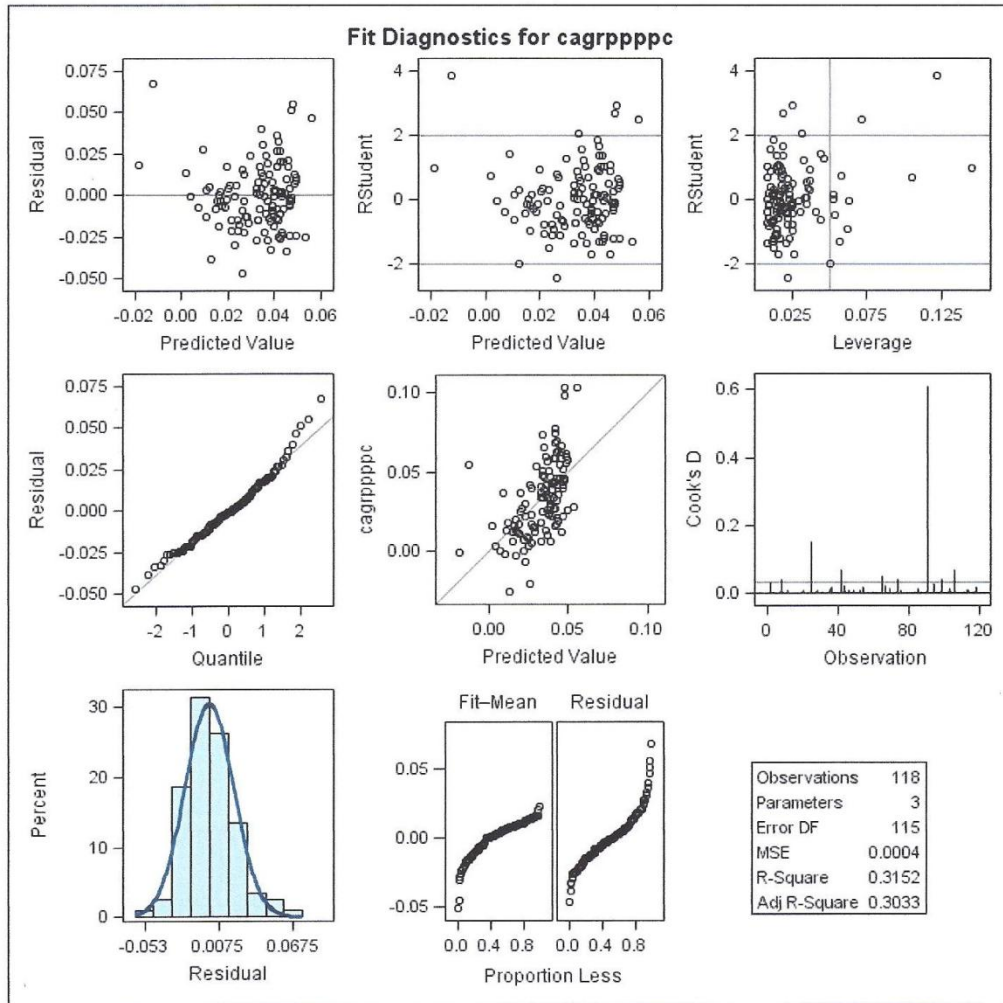 Fit Diagnostics for cagrppppc
0.075
0.050
0.025
0.000
-0.025
-0.050
Residual
-0.02 0.00 0.02 0.04 0.06
Predicted Value
4
2
0
-2
RStudent
-0.02 0.00 0.02 0.04 0.06
Predicted Value
4
2
0
-2
RStudent
0.025 0.075 0.125
Leverage
0.075
0.050
0.025
0.000
-0.025
-0.050
Residual
-2 -1 0 1 2
Quantile
0.10
0.05
0.00
cagrppppc
0.00 0.05 0.10
Predicted Value
0.6
0.4
0.2
0.0
Cook's D
0 40 80 120
Observation
30
20
10
0
Percent
-0.053 0.0075 0.0675
Residual
Fit–Mean Residual
0.05
0.00
-0.05
0.0 0.4 0.8 0.0 0.4 0.8
Proportion Less
Observations 118
Parameters 3
Error DF 115
MSE 0.0004
R-Square 0.3152
Adj R-Square 0.3033